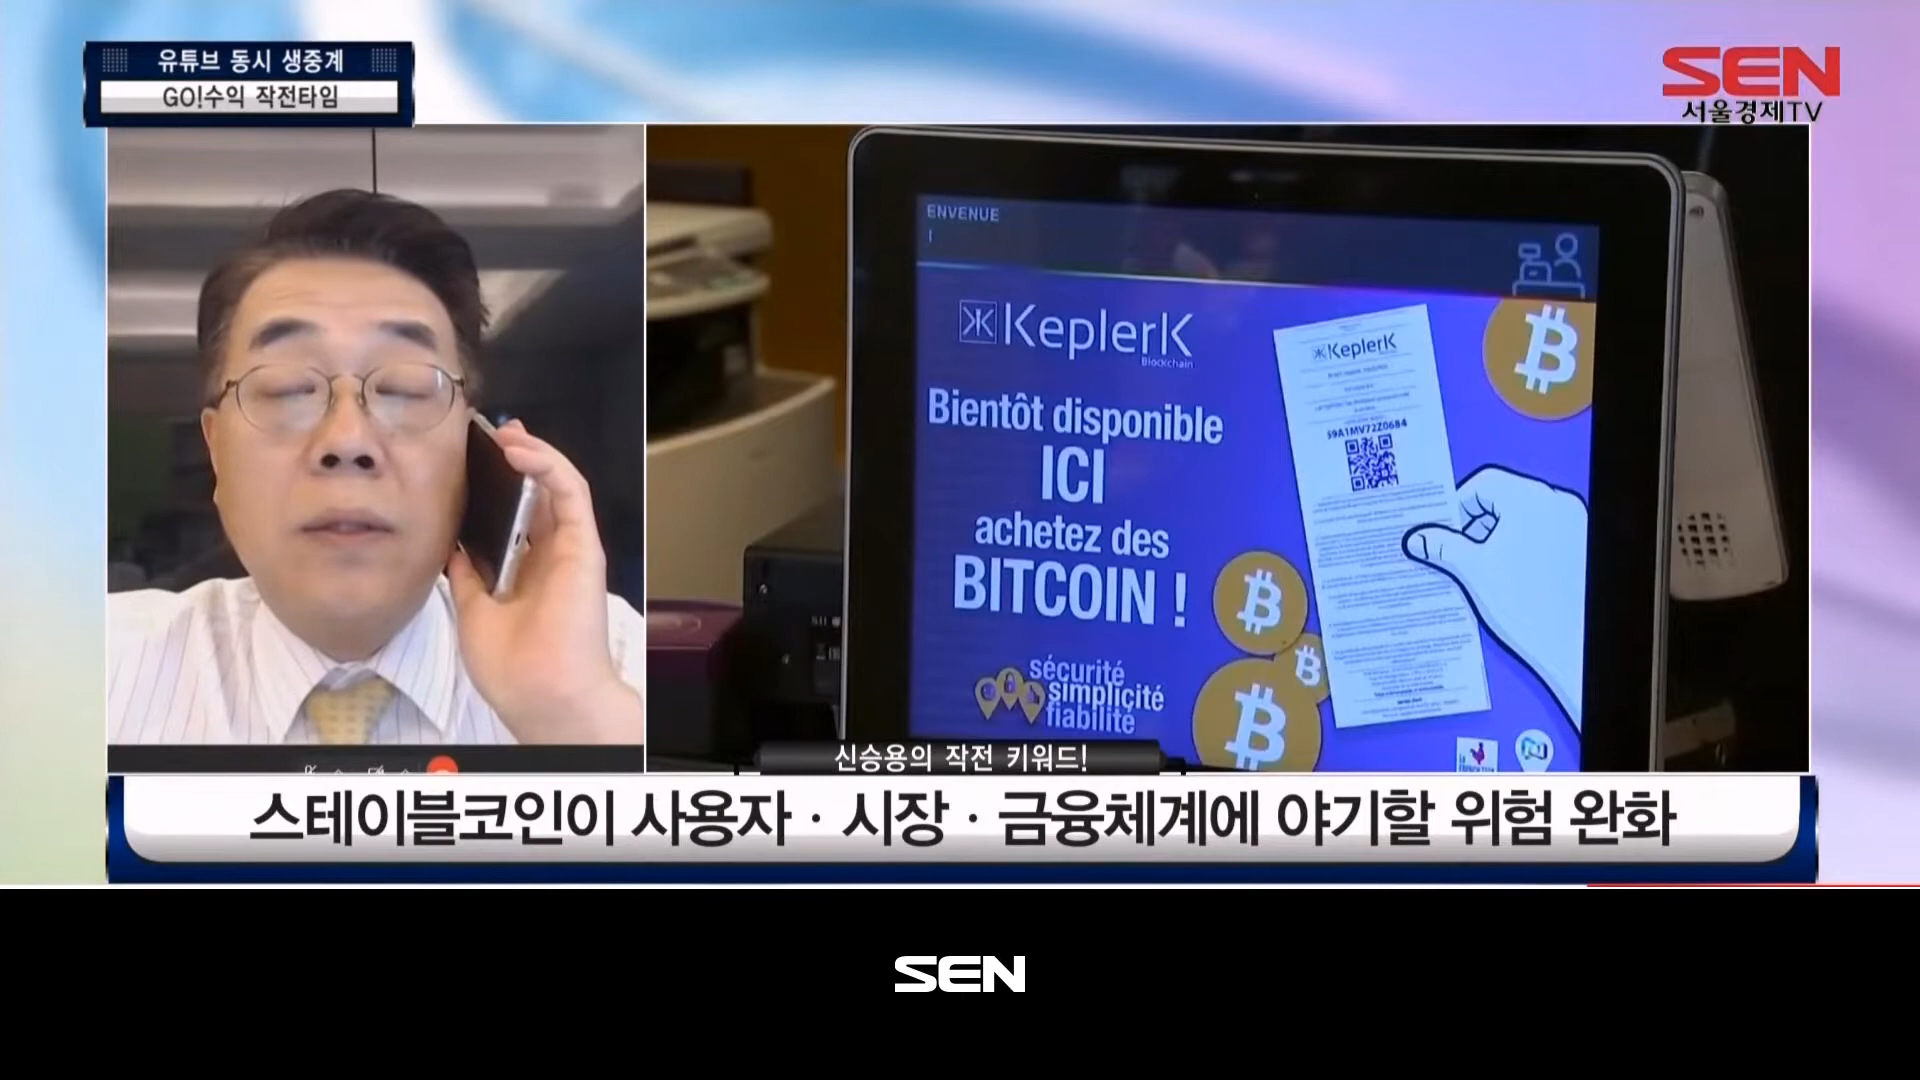 유튜브 동시 생중계
GO!수익 작전타임
SEN
서울경제TV
ENVENUE
KeplerK
Blockchain
Bientôt disponible
ICI
achetez des
BITCOIN !
sécurité
simplicité
fiabilité
KeplerK
59A1MV72Z0684
신승용의 작전 키워드!
스테이블코인이 사용자 · 시장 · 금융체계에 야기할 위험 완화
SEN